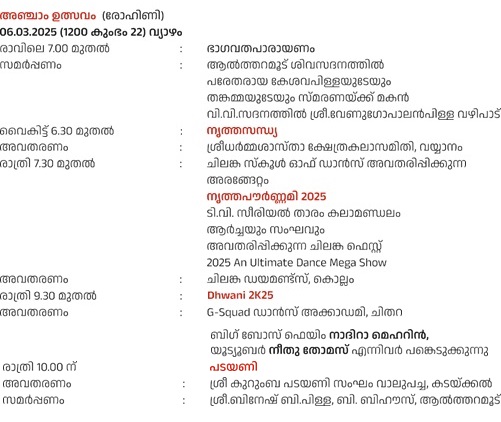 അഞ്ചാം ഉത്സവം (രോഹിണി)
06.03.2025 (1200 കുംഭം 22) വ്യാഴം
രാവിലെ 7.00 മുതൽ : ഭാഗവതപാരായണം
സമർപ്പണം : ആൽത്തറമൂട് ശിവസദനത്തിൽ
പരേതരായ കേശവപിള്ളയുടേയും
തങ്കമ്മയുടേയും സ്മരണയ്ക്ക് മകൻ
വി.വി.സദനത്തിൽ ശ്രീ.വേണുഗോപാലൻപിള്ള വഴിപാട്
വൈകിട്ട് 6.30 മുതൽ : നൃത്തസന്ധ്യ
അവതരണം : ശ്രീധർമ്മശാസ്താ ക്ഷേത്രകലാസമിതി, വയ്യാനം
രാത്രി 7.30 മുതൽ : ചിലങ്ക സ്കൂൾ ഓഫ് ഡാൻസ് അവതരിപ്പിക്കുന്ന
അരങ്ങേറ്റം
നൃത്തപൗർണ്ണമി 2025
ടി.വി. സീരിയൽ താരം കലാമണ്ഡലം
ആർച്ചയും സംഘവും
അവതരിപ്പിക്കുന്ന ചിലങ്ക ഫെസ്റ്റ്
2025 An Ultimate Dance Mega Show
അവതരണം : ചിലങ്ക ഡയമണ്ട്സ്, കൊല്ലം
രാത്രി 9.30 മുതൽ : Dhwani 2K25
അവതരണം : G-Squad ഡാൻസ് അക്കാഡമി, ചിതറ
ബിഗ് ബോസ് ഫെയിം നാദിറാ മെഹറിൻ,
യൂട്യൂബർ നീതു തോമസ് എന്നിവർ പങ്കെടുക്കുന്നു
രാത്രി 10.00 ന് : പടയണി
അവതരണം : ശ്രീ കുറുംബ പടയണി സംഘം വാലുപച്ച, കടയ്ക്കൽ
സമർപ്പണം : ശ്രീ.ബിനേഷ് ബി.പിള്ള, ബി. ബിഹൗസ്, ആൽത്തറമൂട്